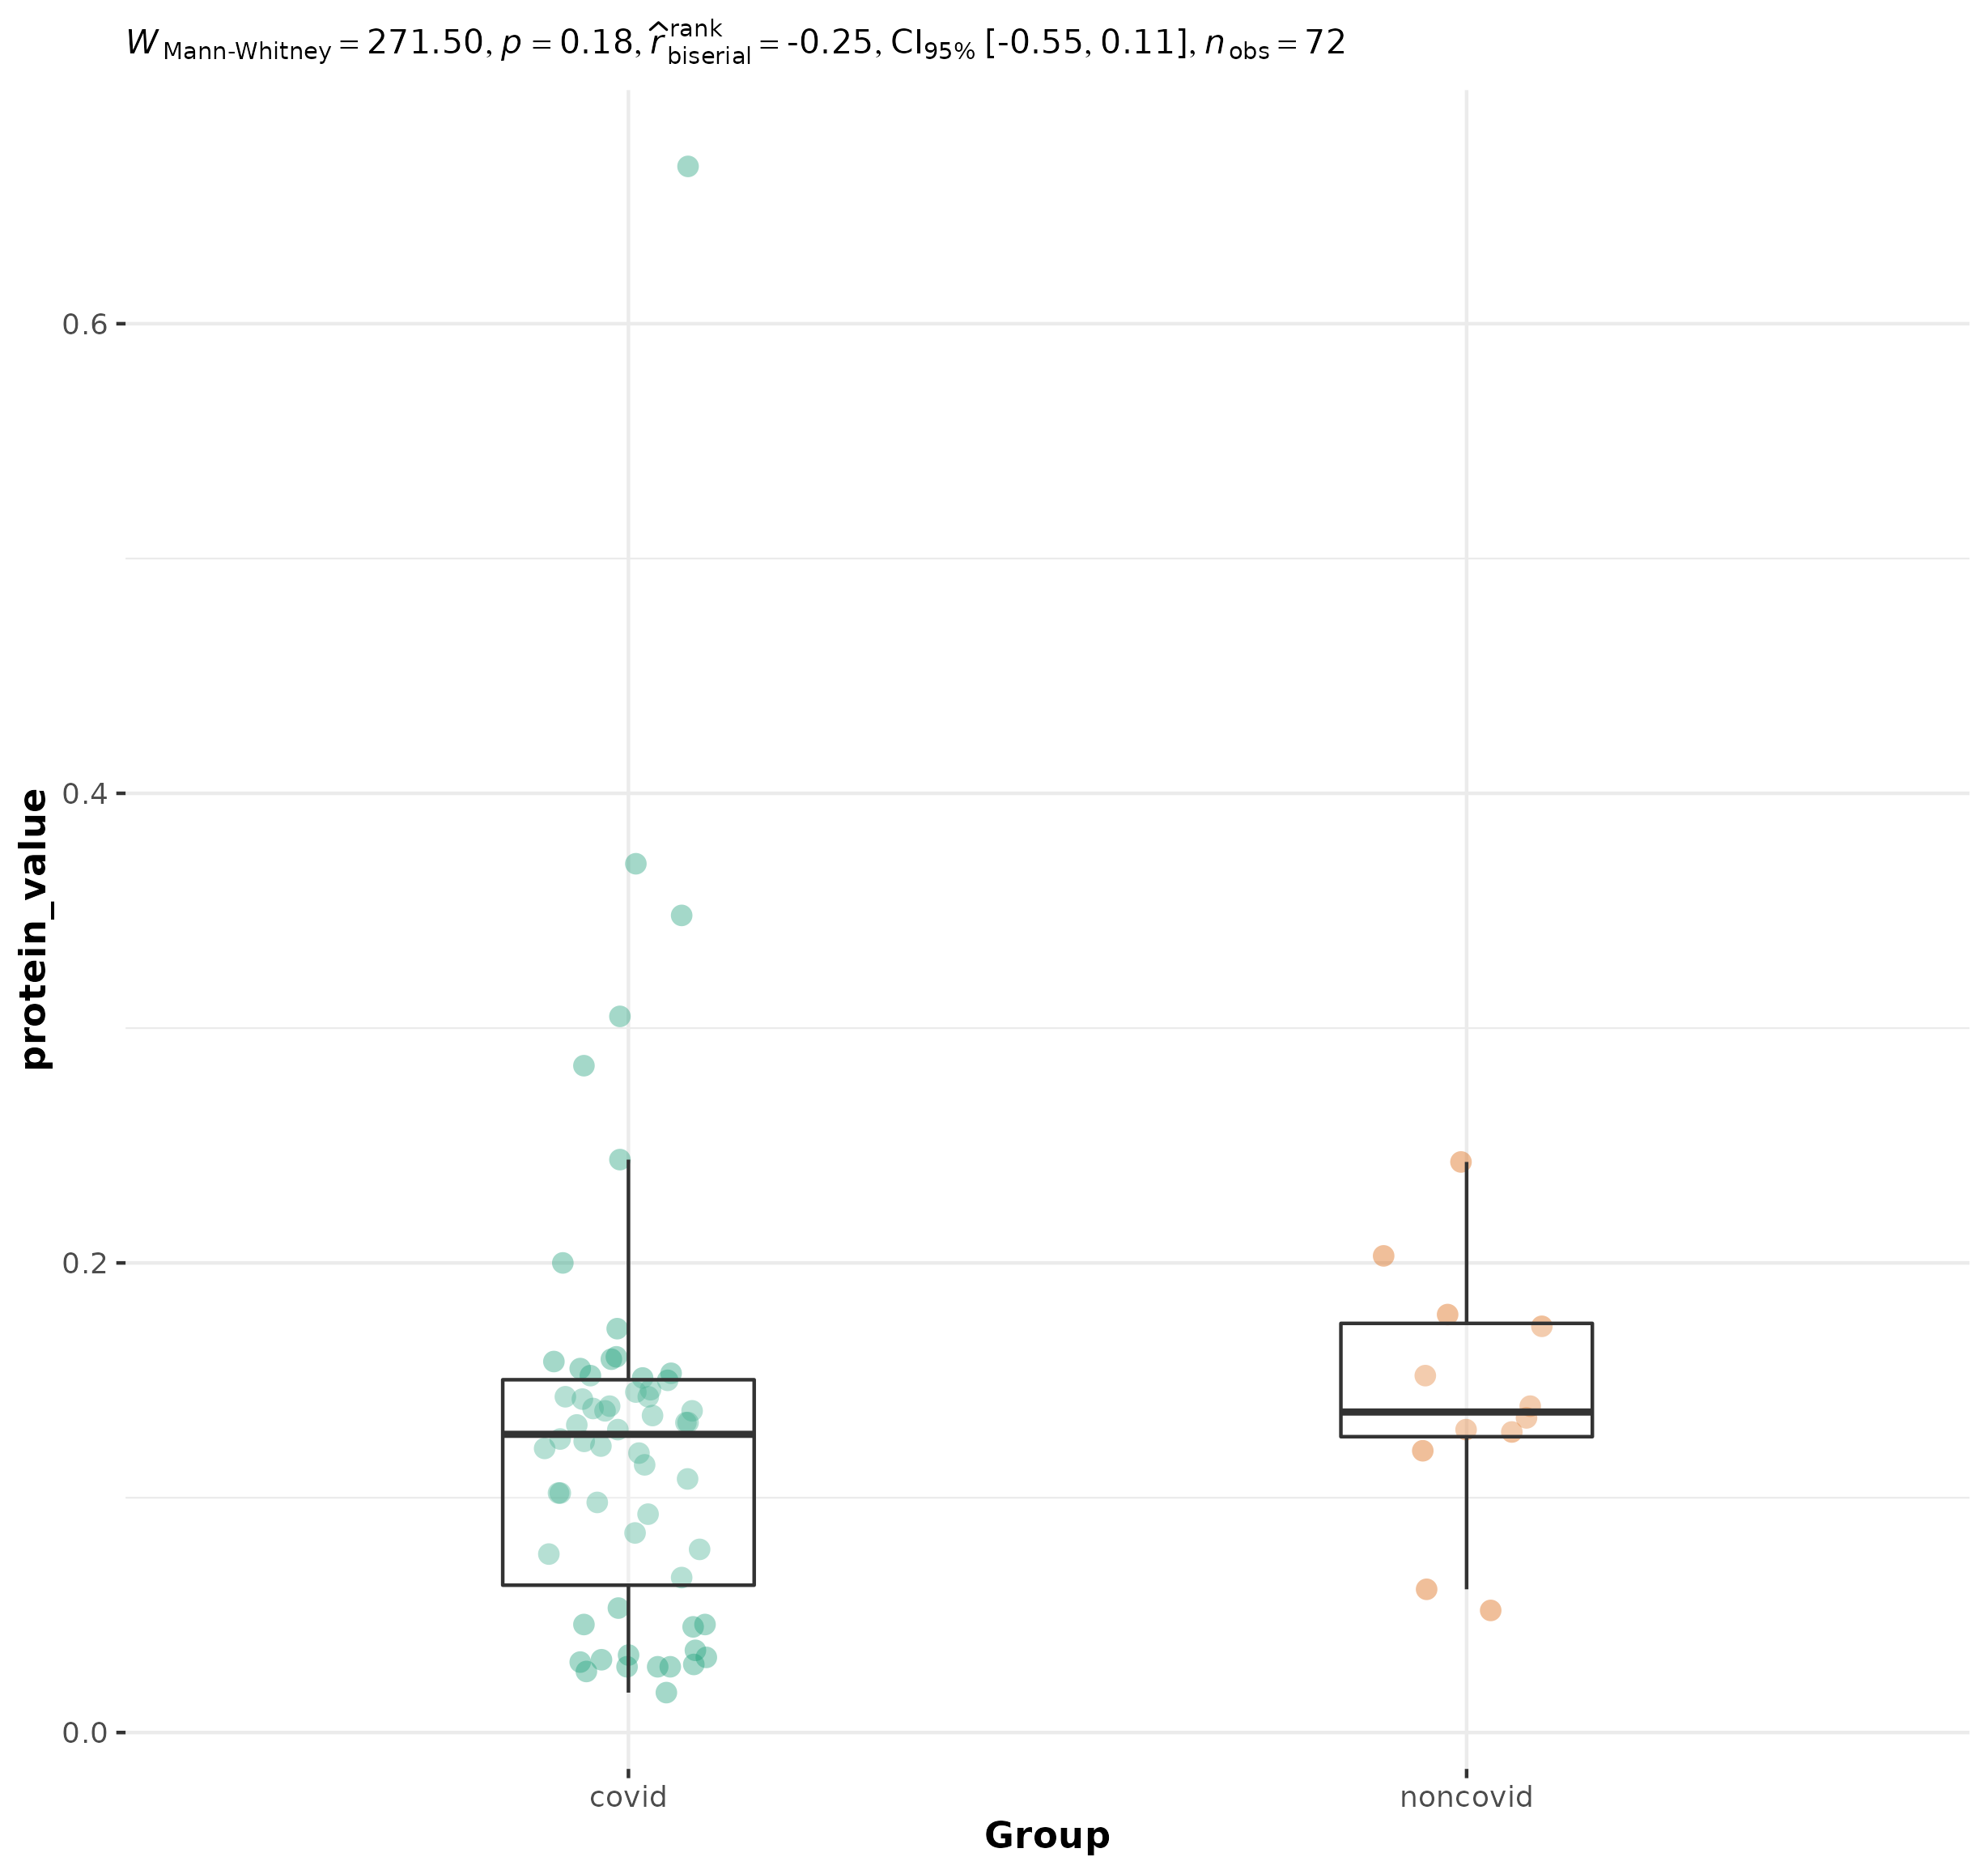 W Mann-Whitney = 271.50, p = 0.18, r̂ rank biserial = -0.25, CI95% [-0.55, 0.11], n obs = 72
0.6
0.4
0.2
0.0
protein_value
covid noncovid
Group